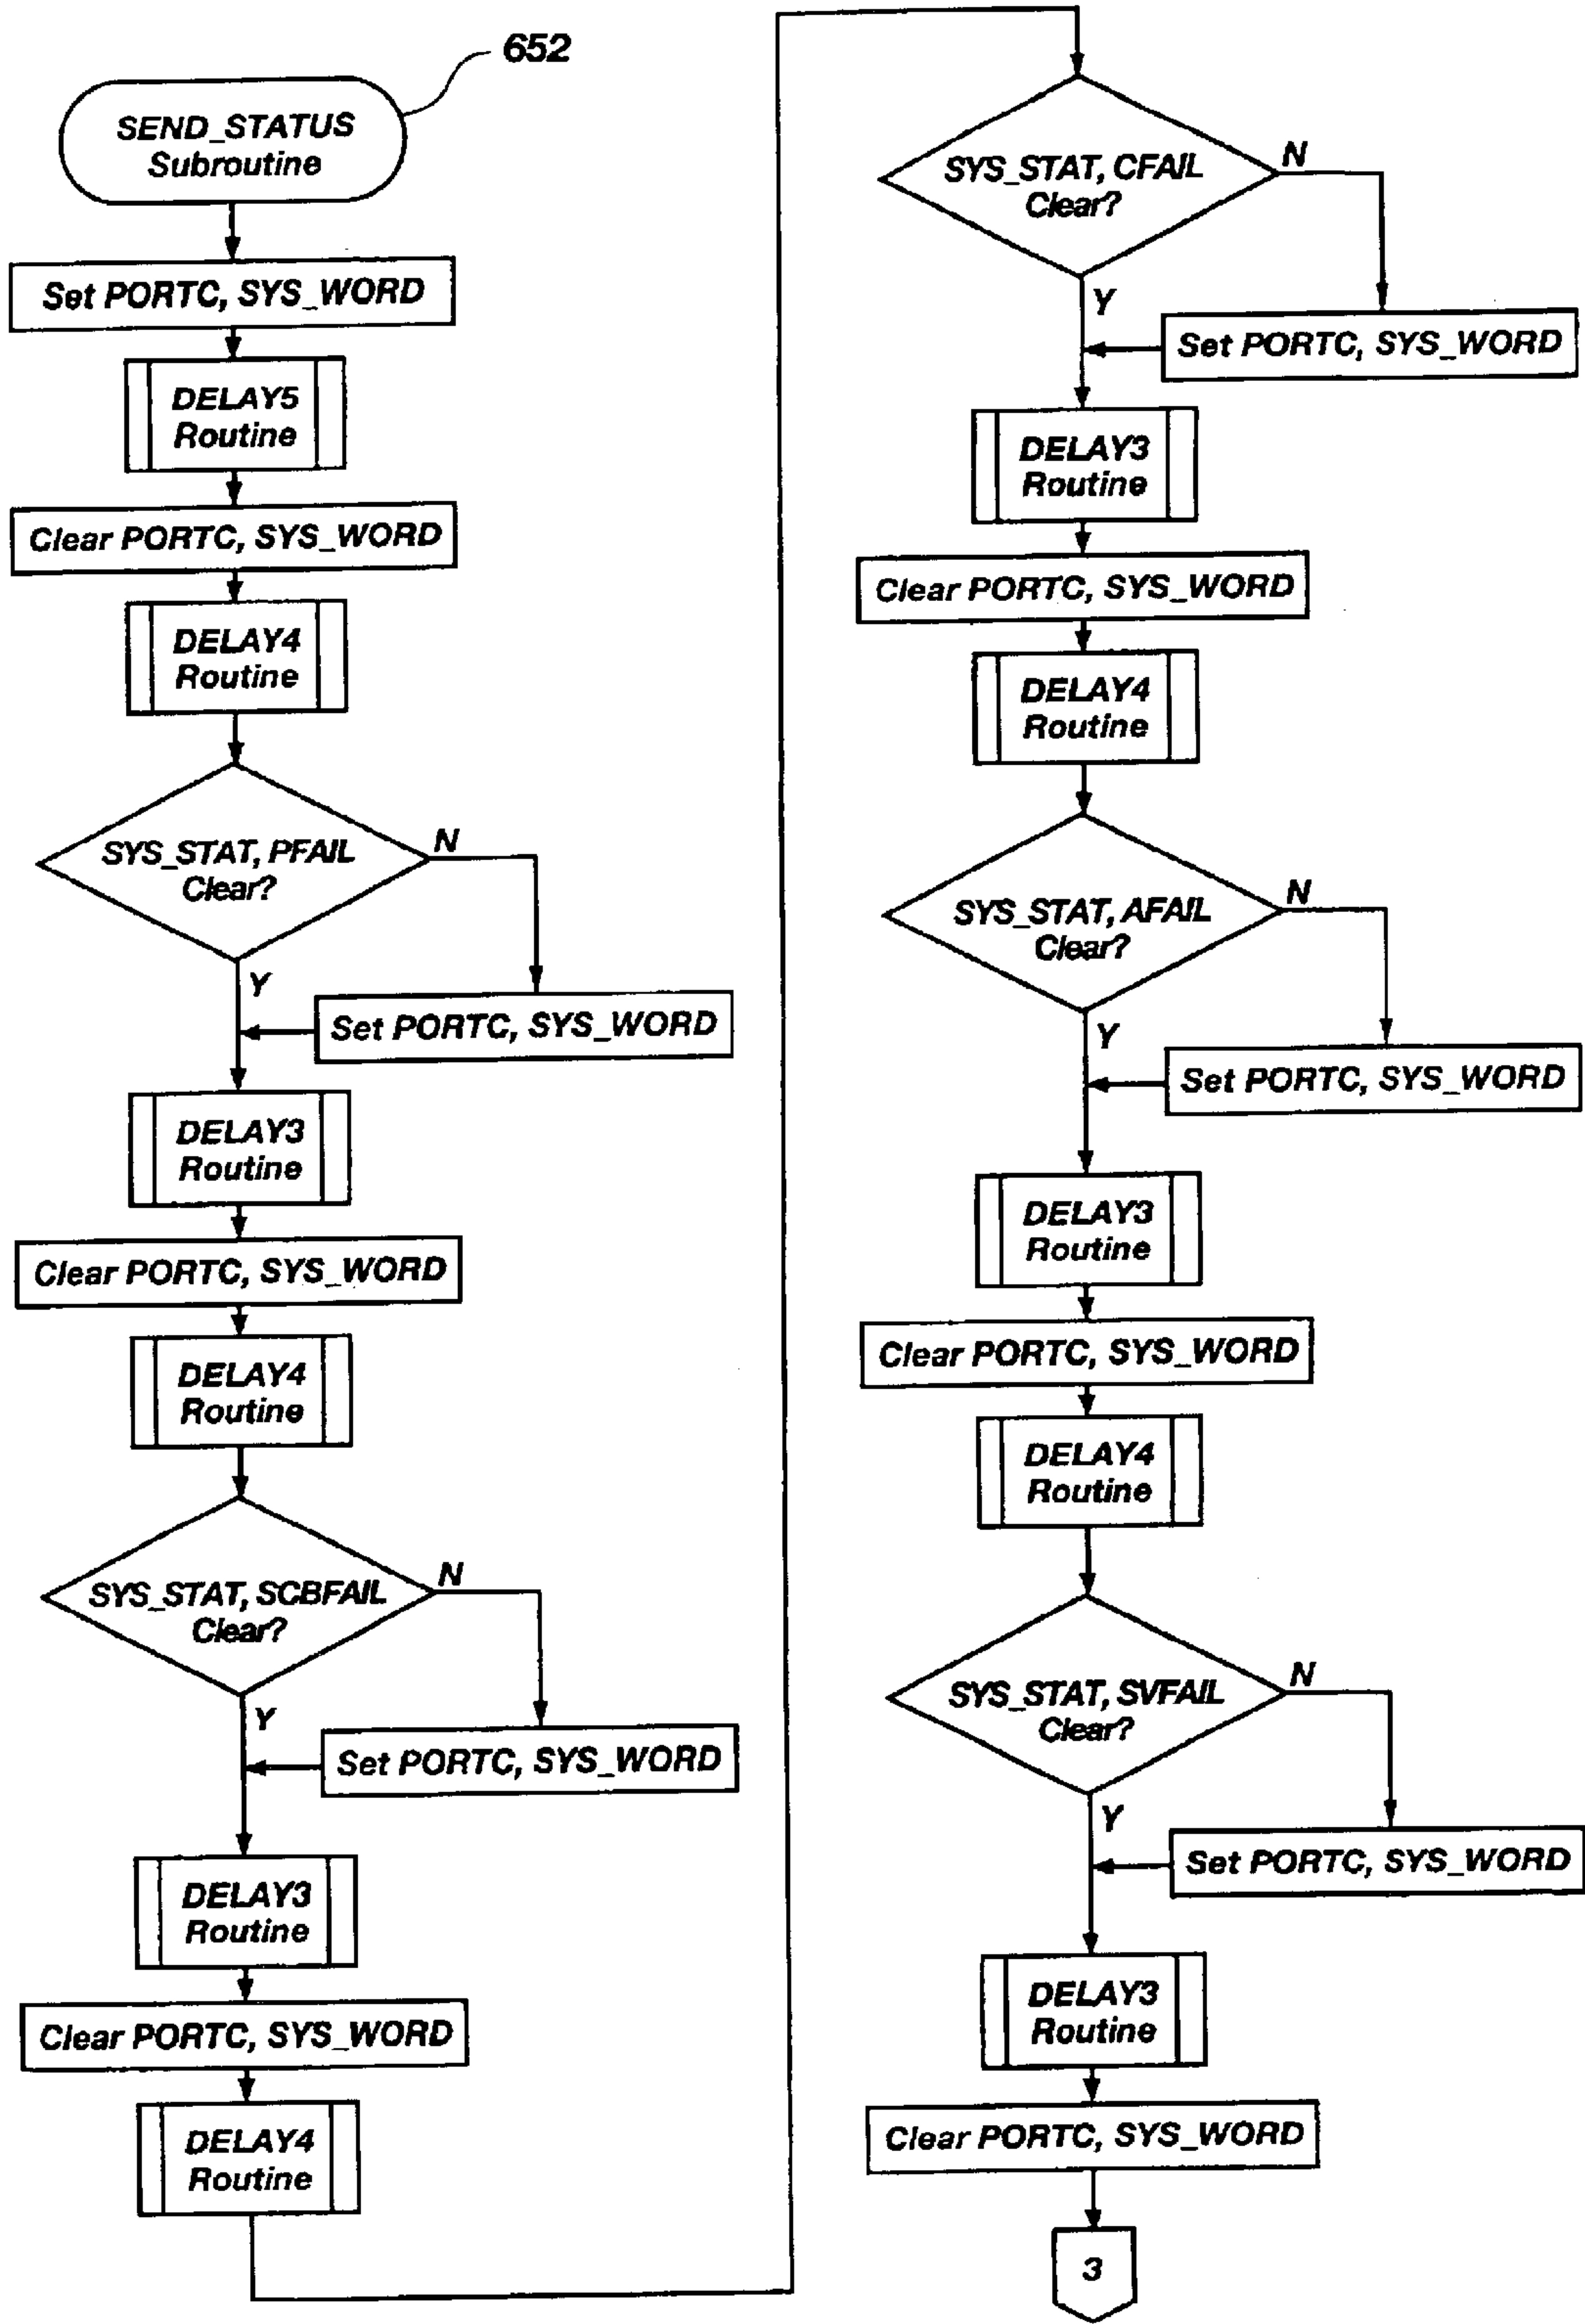 652
SEND_STATUS
Subroutine
Set PORTC, SYS_WORD
DELAY5
Routine
Clear PORTC, SYS_WORD
DELAY4
Routine
SYS_STAT, PFAIL
Clear?
N
Y
Set PORTC, SYS_WORD
DELAY3
Routine
Clear PORTC, SYS_WORD
DELAY4
Routine
SYS_STAT, SCBFAIL
Clear?
N
Y
Set PORTC, SYS_WORD
DELAY3
Routine
Clear PORTC, SYS_WORD
DELAY4
Routine
SYS_STAT, CFAIL
Clear?
N
Y
Set PORTC, SYS_WORD
DELAY3
Routine
Clear PORTC, SYS_WORD
DELAY4
Routine
SYS_STAT, AFAIL
Clear?
N
Y
Set PORTC, SYS_WORD
DELAY3
Routine
Clear PORTC, SYS_WORD
DELAY4
Routine
SYS_STAT, SVFAIL
Clear?
N
Y
Set PORTC, SYS_WORD
DELAY3
Routine
Clear PORTC, SYS_WORD
3